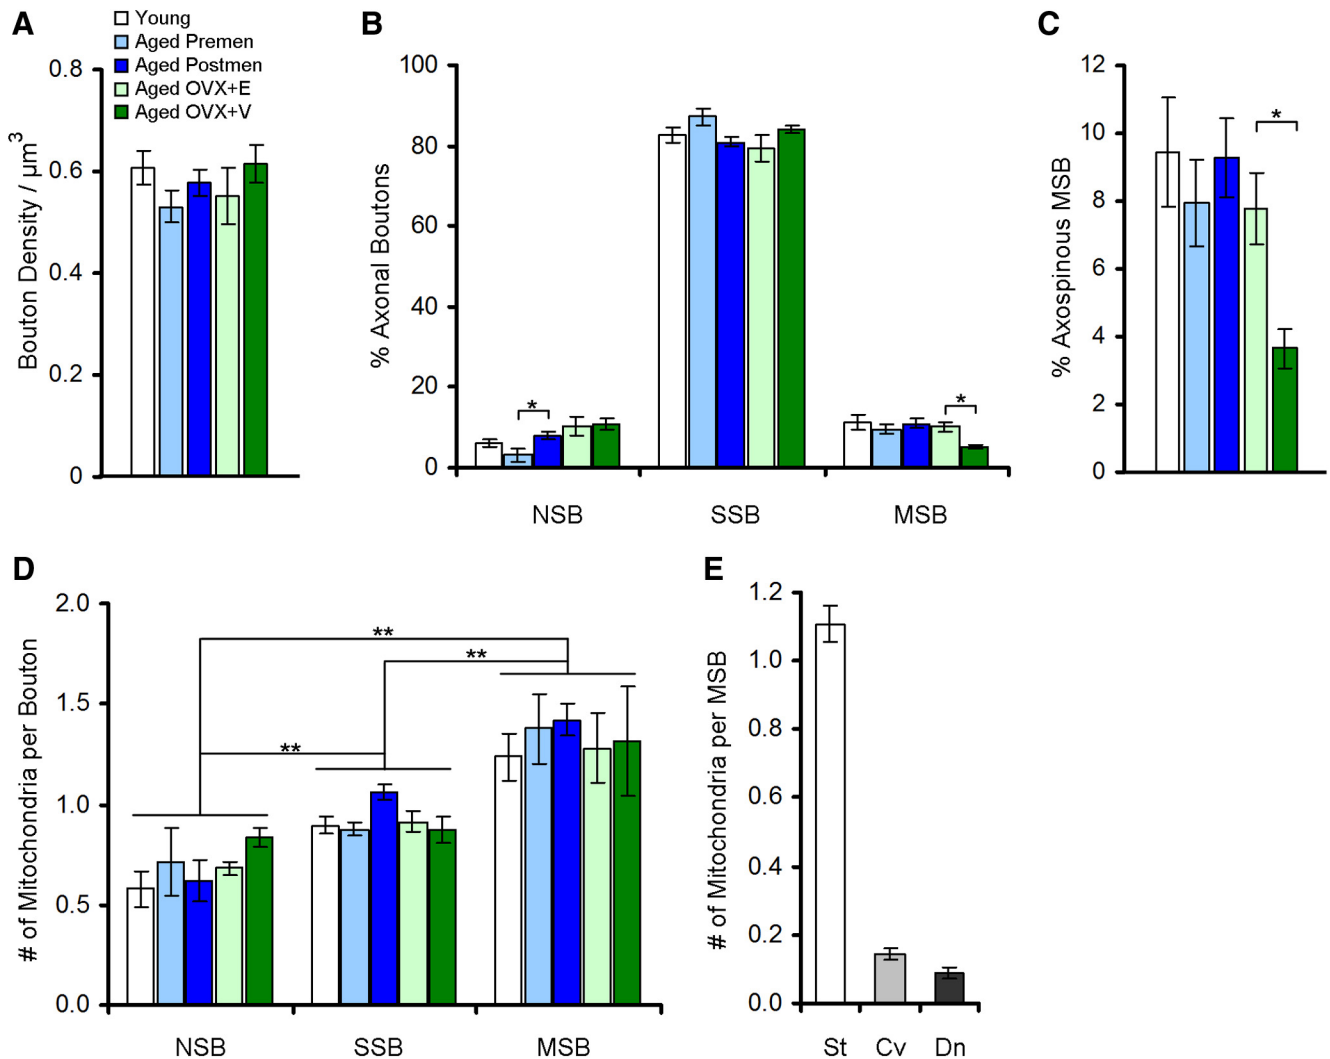 A
Young
Aged Premen
Aged Postmen
Aged OVX+E
Aged OVX+V
Bouton Density / µm³
0.8
0.6
0.4
0.2
0
B
% Axonal Boutons
100
80
60
40
20
0
*
*
NSB SSB MSB
C
% Axospinous MSB
12
10
8
6
4
2
0
*
D
# of Mitochondria per Bouton
2.0
1.5
1.0
0.5
0.0
**
**
**
NSB SSB MSB
E
# of Mitochondria per MSB
1.2
1.0
0.8
0.6
0.4
0.2
0.0
St Cv Dn